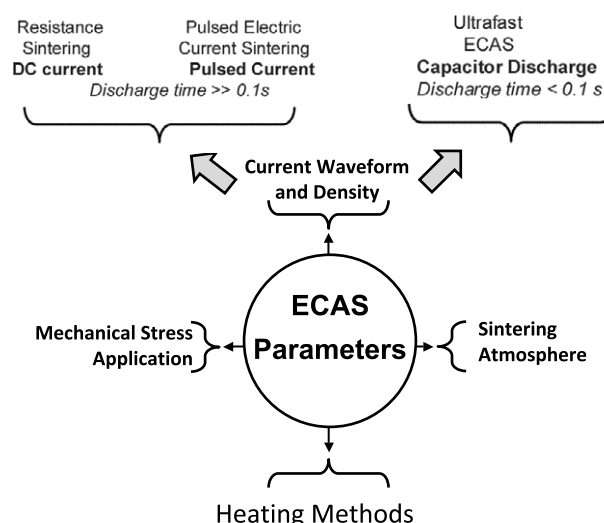 Resistance
Sintering
DC current
Pulsed Electric
Current Sintering
Pulsed Current
Discharge time >> 0.1s
Ultrafast
ECAS
Capacitor Discharge
Discharge time < 0.1 s
Current Waveform
and Density
ECAS
Parameters
Mechanical Stress
Application
Sintering
Atmosphere
Heating Methods